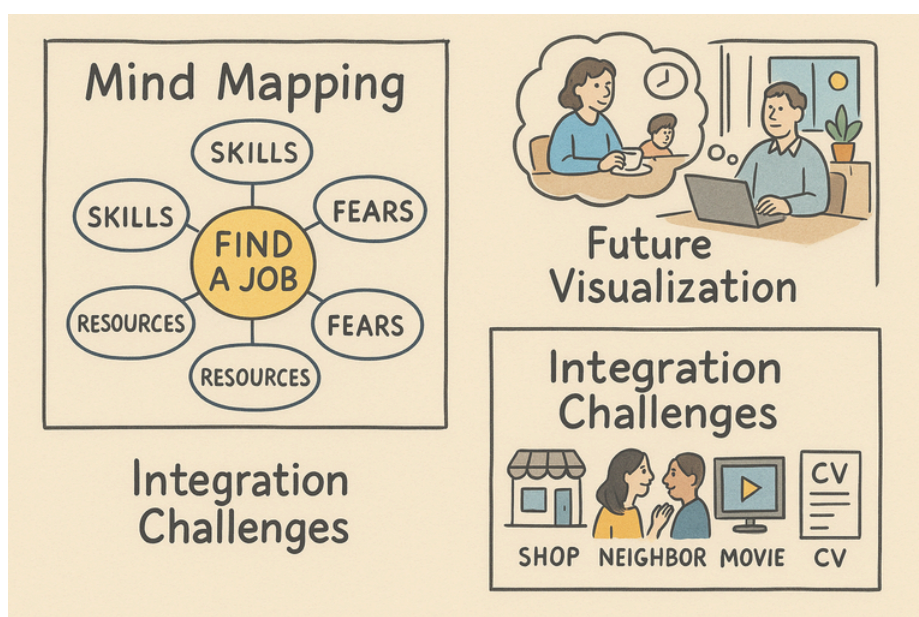 Mind Mapping
SKILLS
SKILLS
FEARS
FIND
A JOB
RESOURCES
FEARS
RESOURCES
Integration
Challenges
Future
Visualization
Integration
Challenges
CV
SHOP NEIGHBOR MOVIE CV